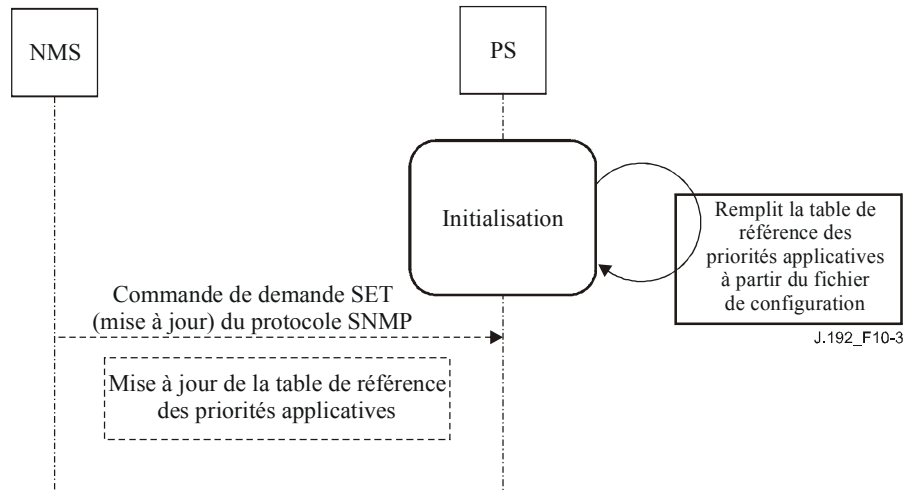 NMS
PS
Initialisation
Remplit la table de
référence des
priorités applicatives
à partir du fichier
de configuration
J.192_F10-3
Commande de demande SET
(mise à jour) du protocole SNMP
Mise à jour de la table de référence
des priorités applicatives